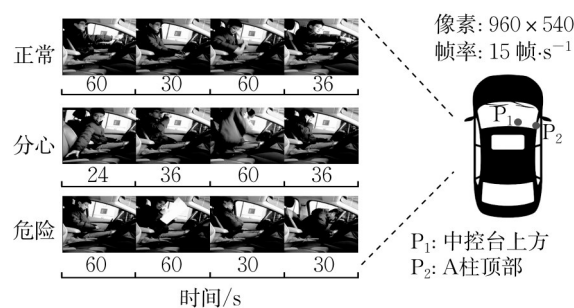 正常
60 30 60 36
分心
24 36 60 36
危险
60 60 30 30
时间/s
像素: 960×540
帧率: 15 帧·s⁻¹
P₁
P₂
P₁: 中控台上方
P₂: A柱顶部